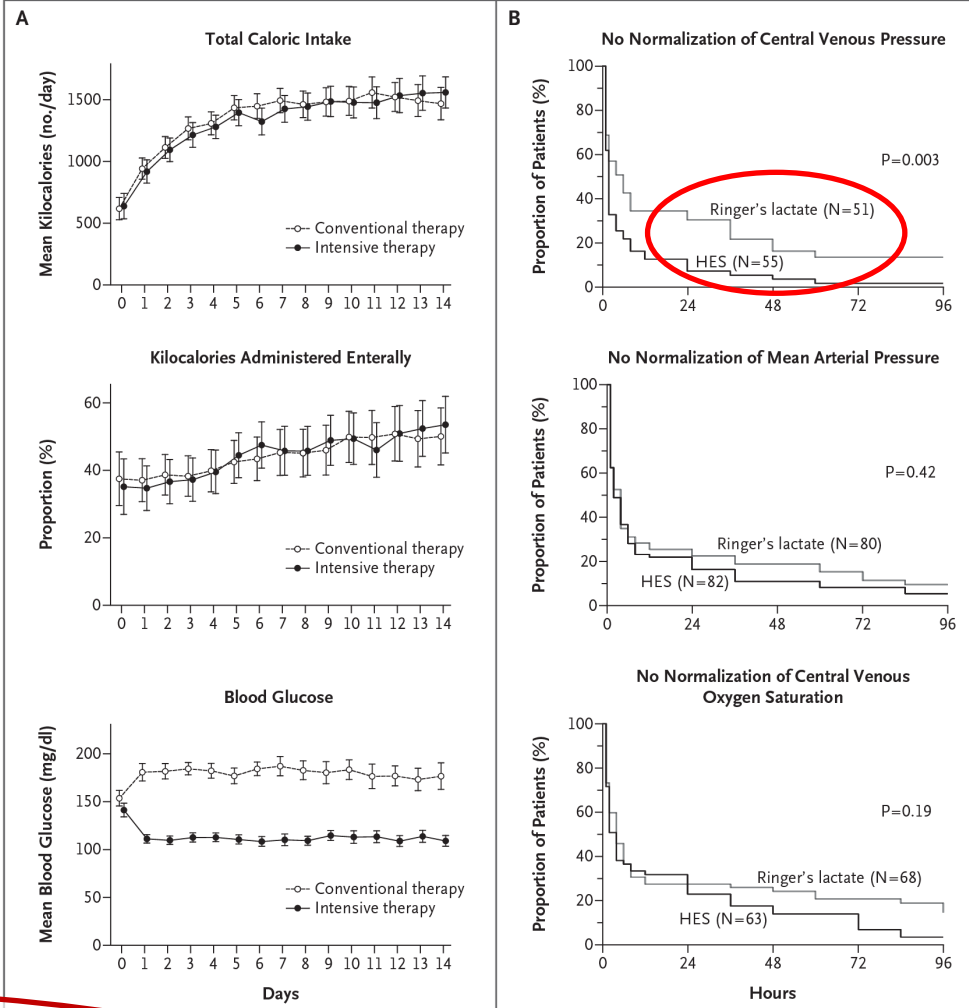 A
Total Caloric Intake
Mean Kilocalories (no./day)
1500
1000
500
0
Conventional therapy
Intensive therapy
0 1 2 3 4 5 6 7 8 9 10 11 12 13 14
Kilocalories Administered Enterally
Proportion (%)
60
40
20
0
Conventional therapy
Intensive therapy
0 1 2 3 4 5 6 7 8 9 10 11 12 13 14
Blood Glucose
Mean Blood Glucose (mg/dl)
200
150
100
50
0
Conventional therapy
Intensive therapy
0 1 2 3 4 5 6 7 8 9 10 11 12 13 14
Days
B
No Normalization of Central Venous Pressure
Proportion of Patients (%)
100
80
60
40
20
0
P=0.003
Ringer's lactate (N=51)
HES (N=55)
0 24 48 72 96
No Normalization of Mean Arterial Pressure
Proportion of Patients (%)
100
80
60
40
20
0
P=0.42
Ringer's lactate (N=80)
HES (N=82)
0 24 48 72 96
No Normalization of Central Venous
Oxygen Saturation
Proportion of Patients (%)
100
80
60
40
20
0
P=0.19
Ringer's lactate (N=68)
HES (N=63)
0 24 48 72 96
Hours